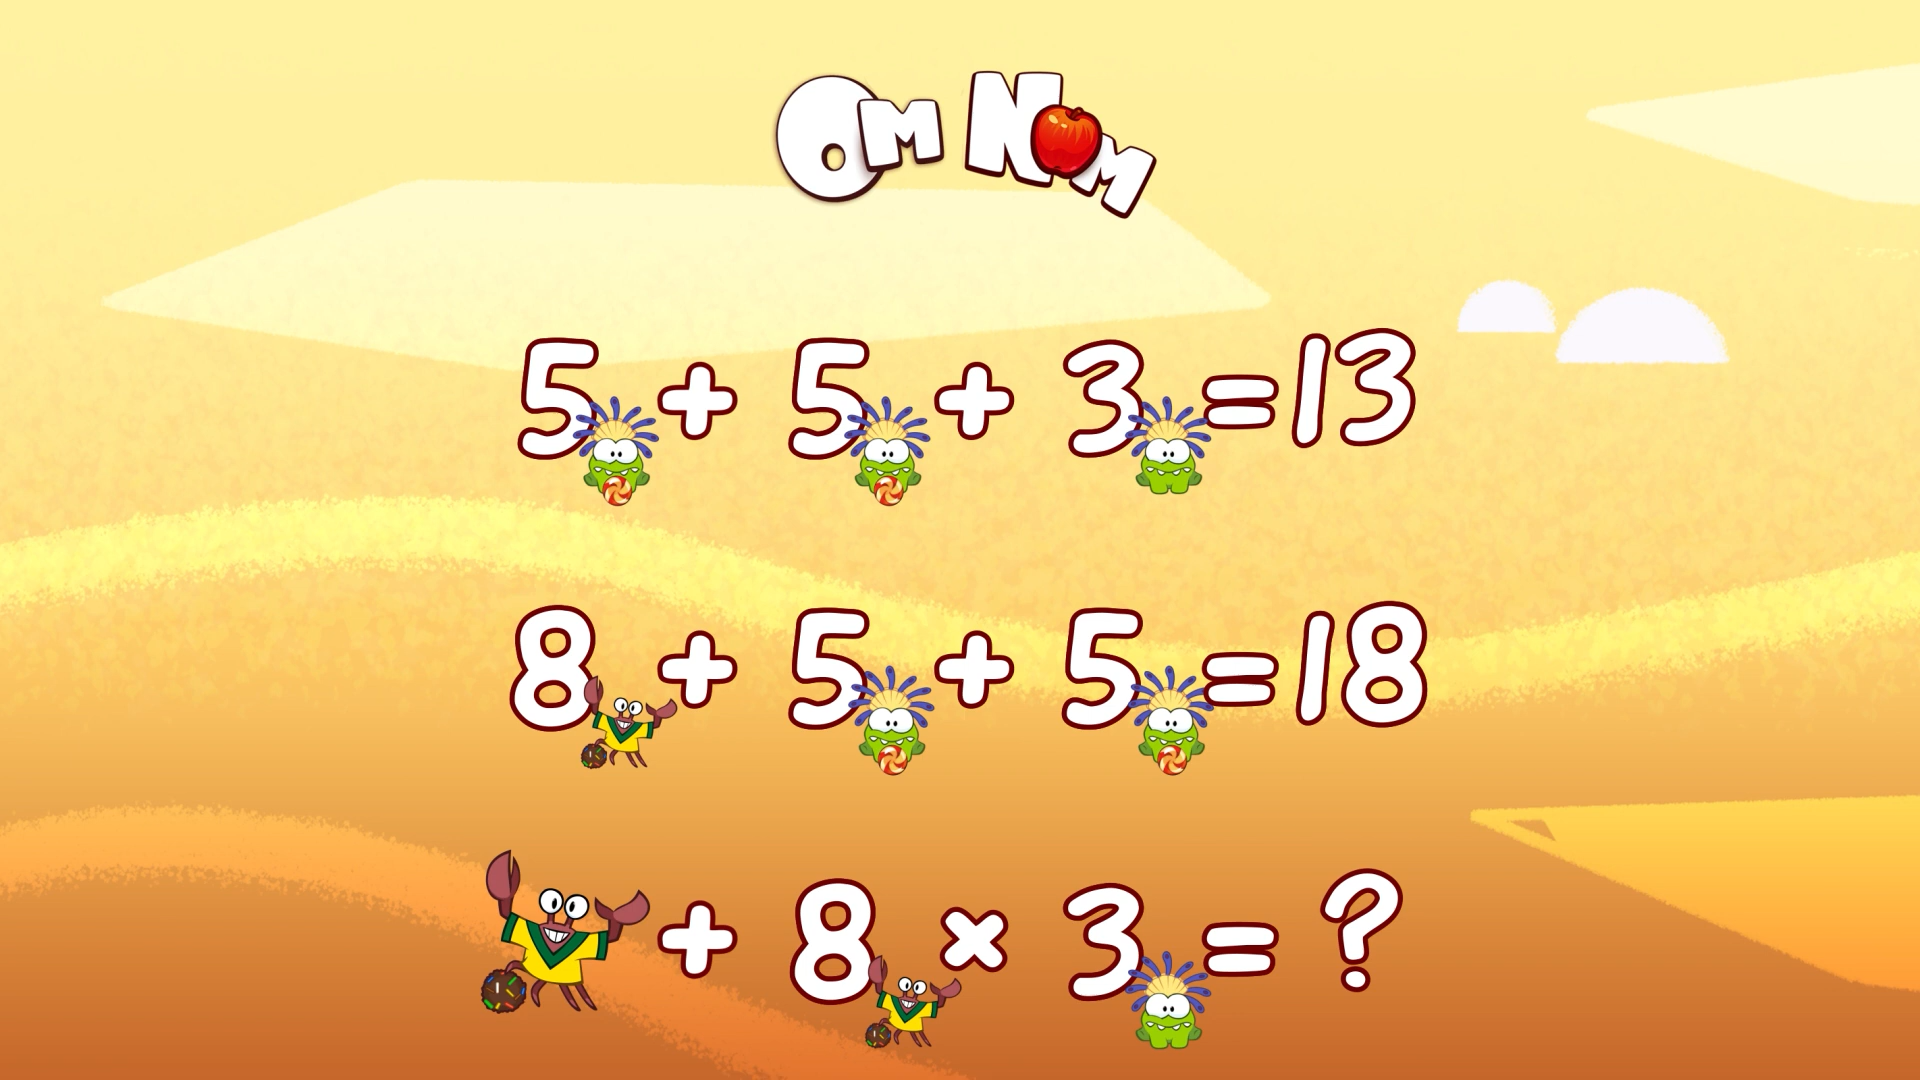 Om Nom
5 + 5 + 3 = 13
8 + 5 + 5 = 18
+ 8 × 3 = ?